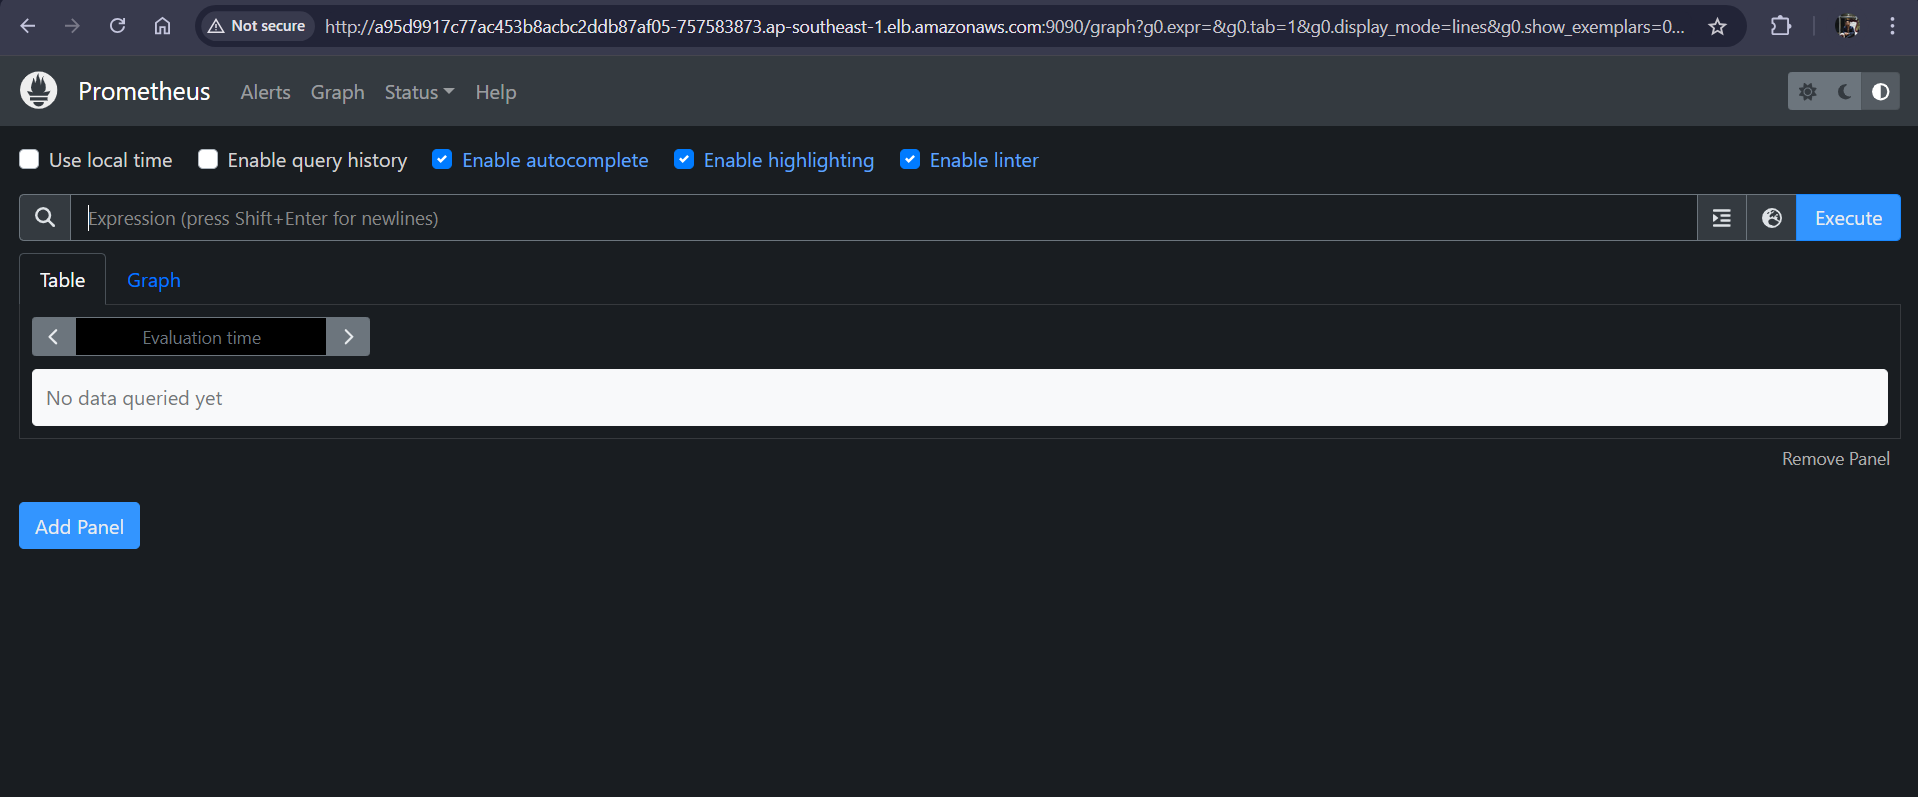 Not secure http://a95d9917c77ac453b8acbc2ddb87af05-757583873.ap-southeast-1.elb.amazonaws.com:9090/graph?g0.expr=&g0.tab=1&g0.display_mode=lines&g0.show_exemplars=0...
Prometheus Alerts Graph Status Help
Use local time Enable query history Enable autocomplete Enable highlighting Enable linter
Expression (press Shift+Enter for newlines) Execute
Table Graph
Evaluation time
No data queried yet
Remove Panel
Add Panel